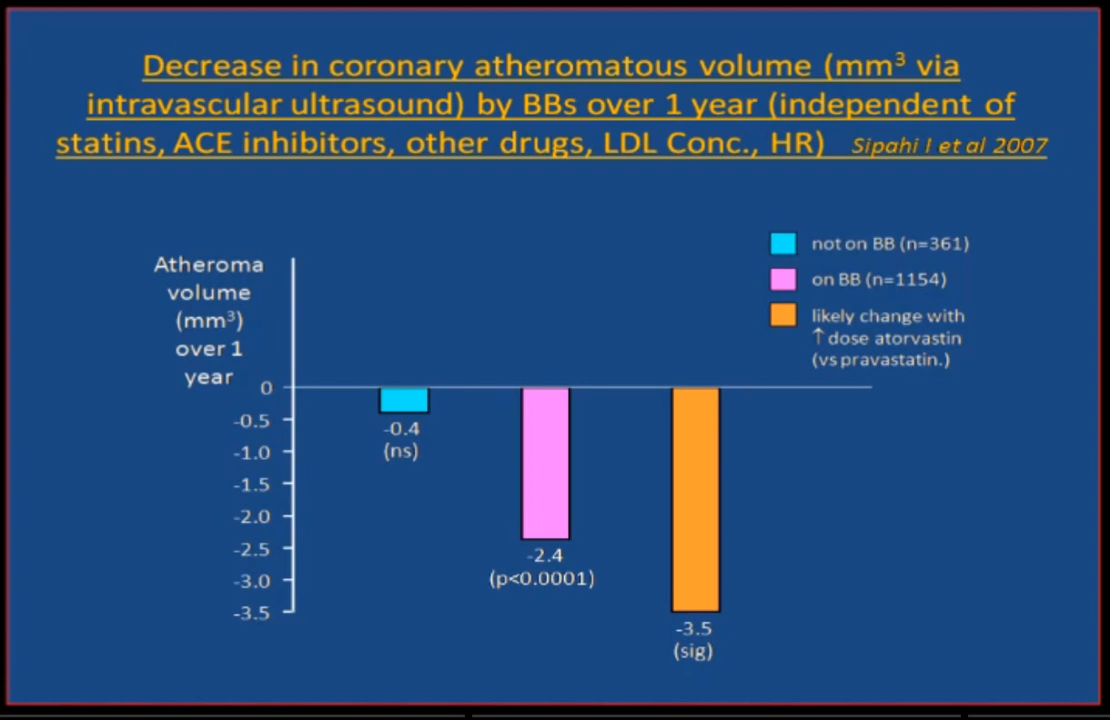 Decrease in coronary atheromatous volume (mm³ via
intravascular ultrasound) by BBs over 1 year (independent of
statins, ACE inhibitors, other drugs, LDL Conc., HR) Sipahi I et al 2007
not on BB (n=361)
on BB (n=1154)
likely change with
↑ dose atorvastin
(vs pravastatin.)
Atheroma
volume
(mm³)
over 1
year
0
-0.5
-1.0
-1.5
-2.0
-2.5
-3.0
-3.5
-0.4
(ns)
-2.4
(p<0.0001)
-3.5
(sig)